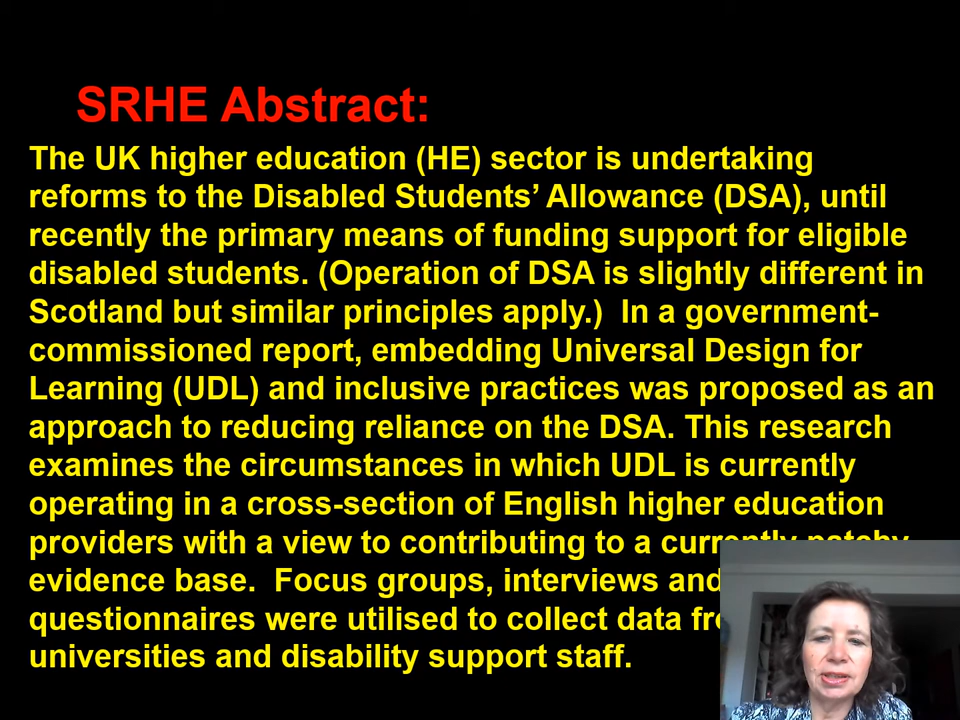 SRHE Abstract:
The UK higher education (HE) sector is undertaking
reforms to the Disabled Students’ Allowance (DSA), until
recently the primary means of funding support for eligible
disabled students. (Operation of DSA is slightly different in
Scotland but similar principles apply.)  In a government-
commissioned report, embedding Universal Design for
Learning (UDL) and inclusive practices was proposed as an
approach to reducing reliance on the DSA. This research
examines the circumstances in which UDL is currently
operating in a cross-section of English higher education
providers with a view to contributing to a currently patchy
evidence base.  Focus groups, interviews and
questionnaires were utilised to collect data
universities and disability support staff.